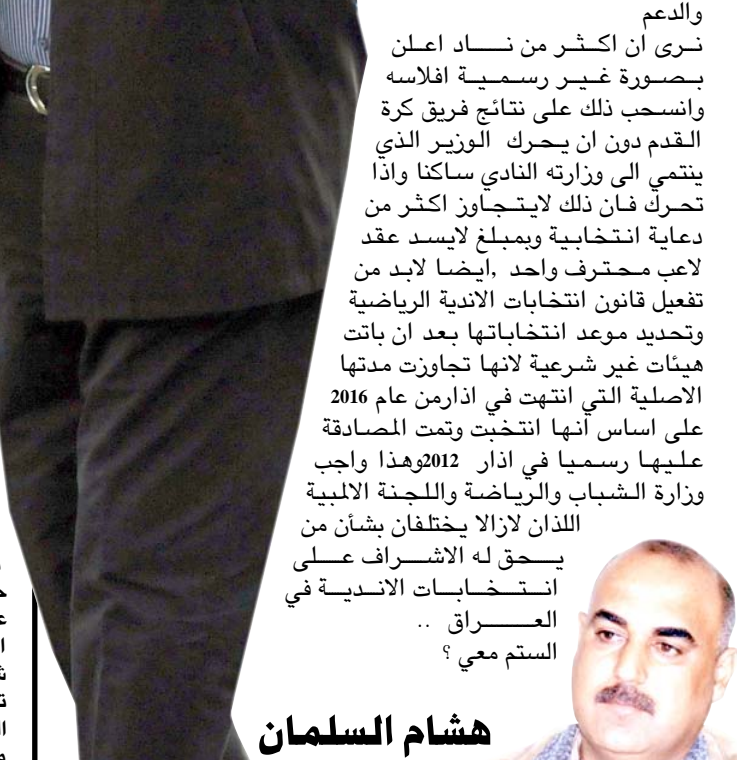 والدعم
نرى ان اكثر من ناد اعلن
بصورة غير رسمية افلاسه
وانسحب ذلك على نتائج فريق كرة
القدم دون ان يحرك الوزير الذي
ينتمي الى وزارته النادي ساكنا واذا
تحرك فان ذلك لايتجاوز اكثر من
دعاية انتخابية وبمبلغ لايسد عقد
لاعب محترف واحد ,ايضا لابد من
تفعيل قانون انتخابات الاندية الرياضية
وتحديد موعد انتخاباتها بعد ان باتت
هيئات غير شرعية لانها تجاوزت مدتها
الاصلية التي انتهت في اذارمن عام 2016
على اساس انها انتخبت وتمت المصادقة
عليها رسميا في اذار 2012وهذا واجب
وزارة الشباب والرياضة واللجنة الالمبية
اللذان لازالا يختلفان بشأن من
يحق له الاشراف على
انتخابات الاندية في
العراق ..
الستم معي ؟
هشام السلمان